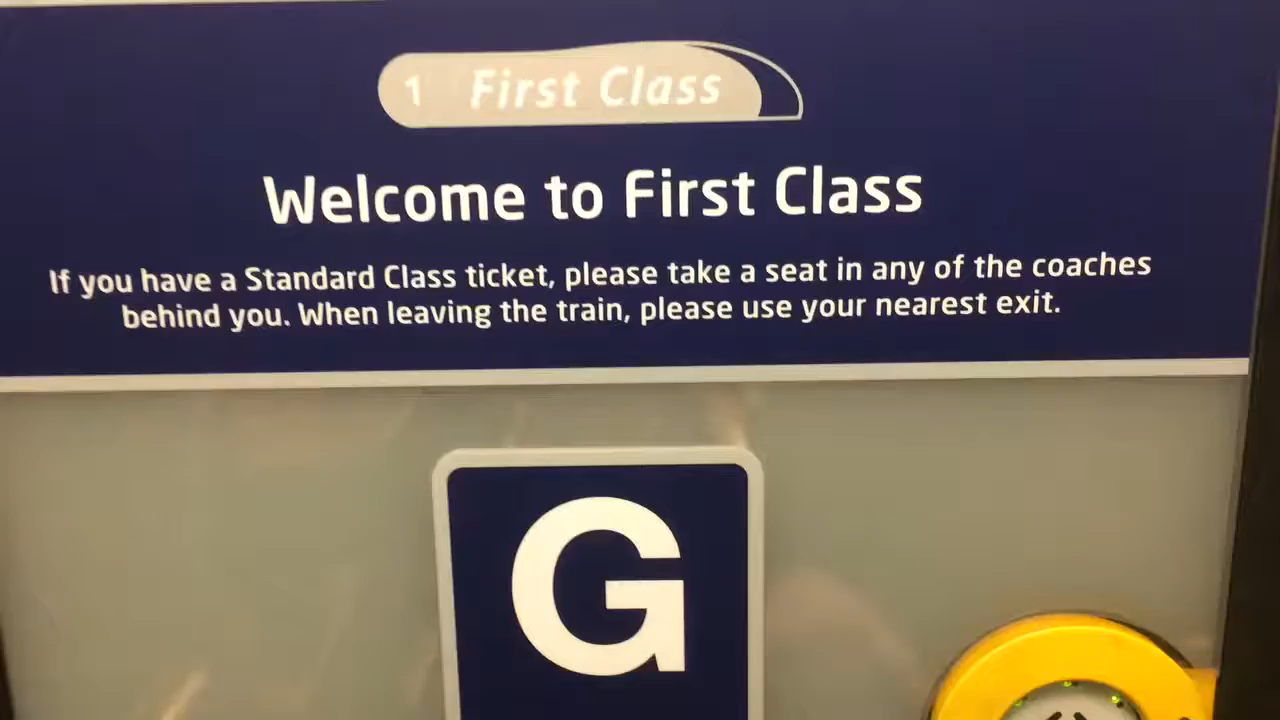 1 First Class
Welcome to First Class
If you have a Standard Class ticket, please take a seat in any of the coaches
behind you. When leaving the train, please use your nearest exit.
G